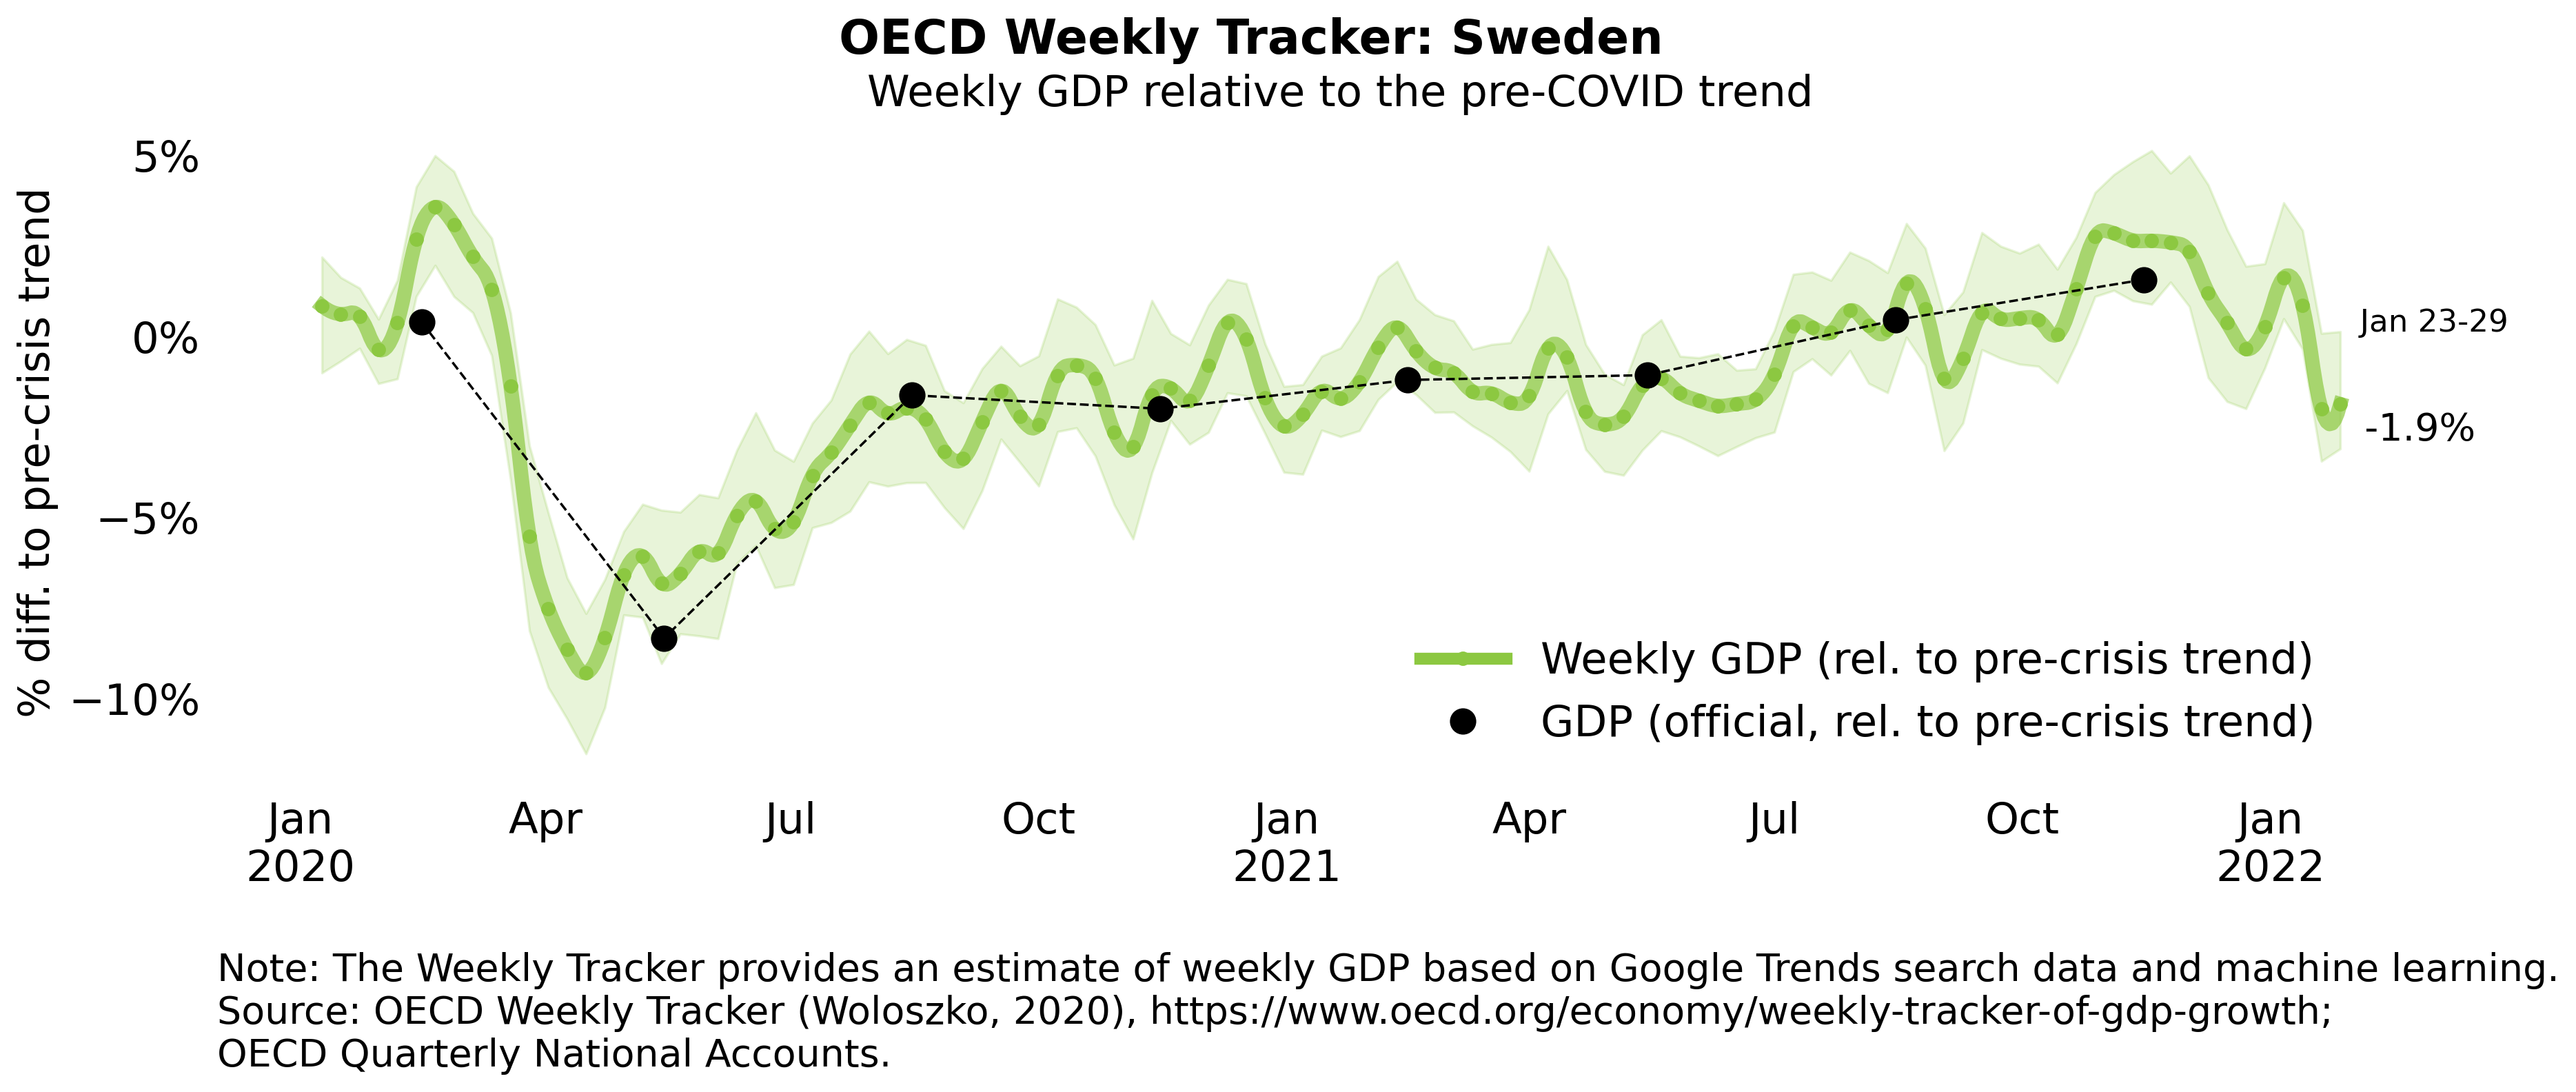 OECD Weekly Tracker: Sweden
Weekly GDP relative to the pre-COVID trend
% diff. to pre-crisis trend
5%
0%
−5%
−10%
Jan 23-29
-1.9%
Weekly GDP (rel. to pre-crisis trend)
GDP (official, rel. to pre-crisis trend)
Jan Apr Jul Oct Jan Apr Jul Oct Jan
2020 2021 2022
Note: The Weekly Tracker provides an estimate of weekly GDP based on Google Trends search data and machine learning.
Source: OECD Weekly Tracker (Woloszko, 2020), https://www.oecd.org/economy/weekly-tracker-of-gdp-growth;
OECD Quarterly National Accounts.